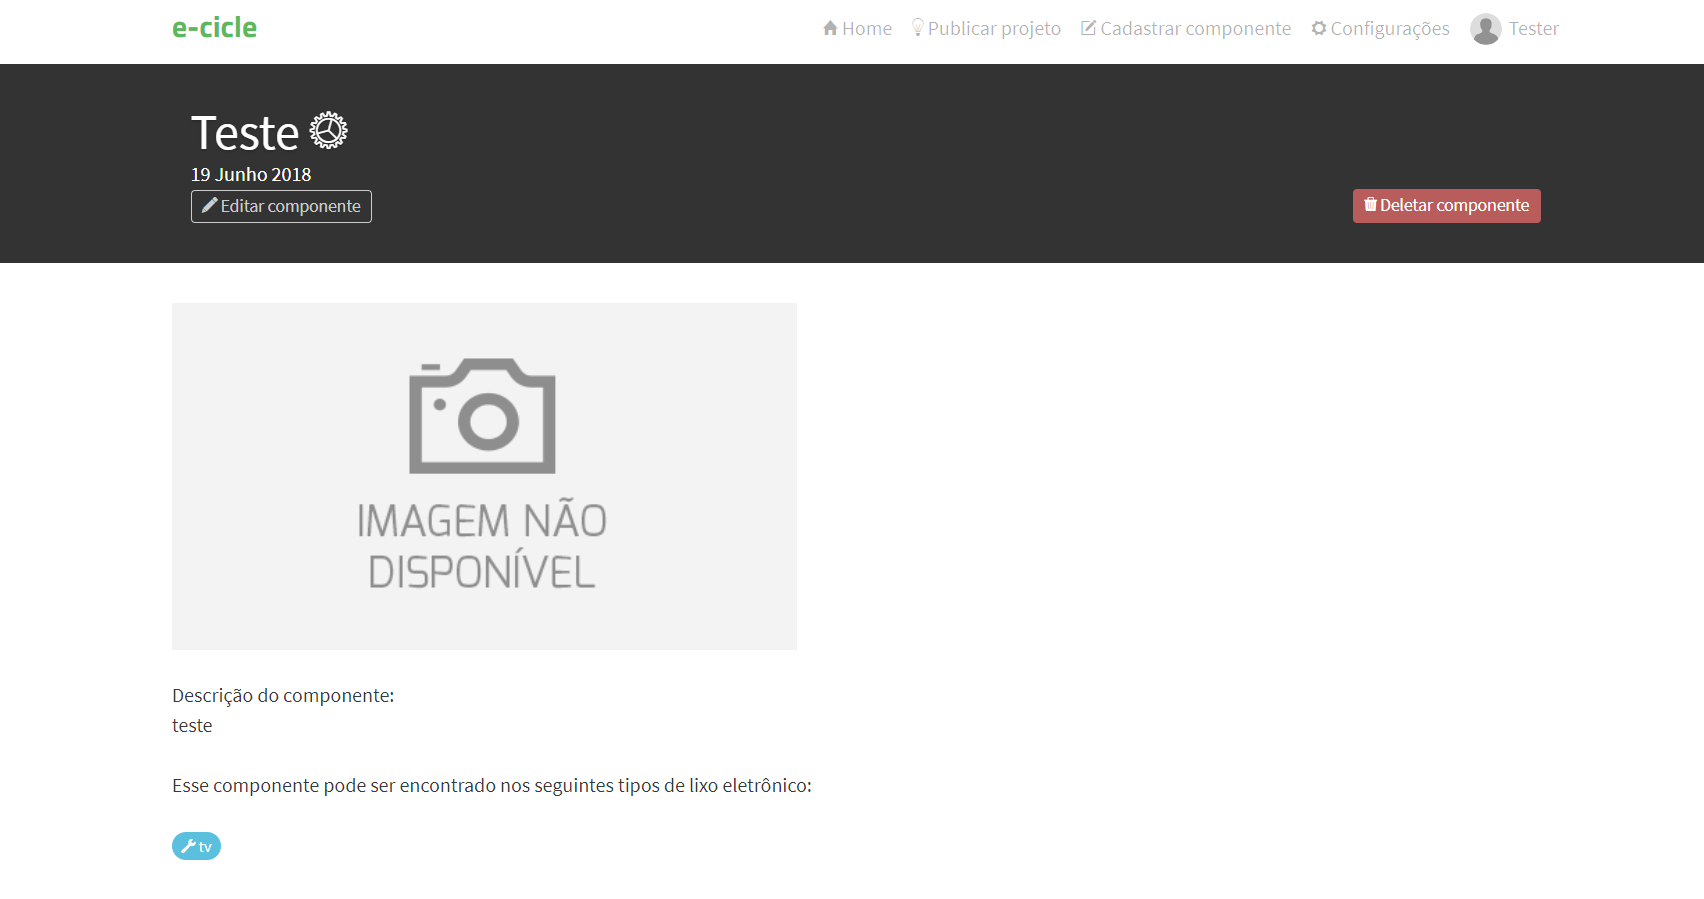 e-cicle
Home Publicar projeto Cadastrar componente Configurações Tester
Teste
19 Junho 2018
Editar componente
Deletar componente
IMAGEM NÃO
DISPONÍVEL
Descrição do componente:
teste
Esse componente pode ser encontrado nos seguintes tipos de lixo eletrônico:
tv